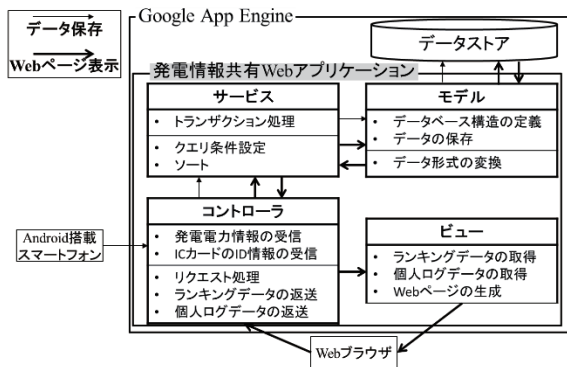 データ保存
Webページ表示
Google App Engine
データストア
発電情報共有Webアプリケーション
サービス
・ トランザクション処理
・ クエリ条件設定
・ ソート
モデル
・ データベース構造の定義
・ データの保存
・ データ形式の変換
Android搭載
スマートフォン
コントローラ
・ 発電電力情報の受信
・ ICカードのID情報の受信
・ リクエスト処理
・ ランキングデータの返送
・ 個人ログデータの返送
ビュー
・ ランキングデータの取得
・ 個人ログデータの取得
・ Webページの生成
Webブラウザ